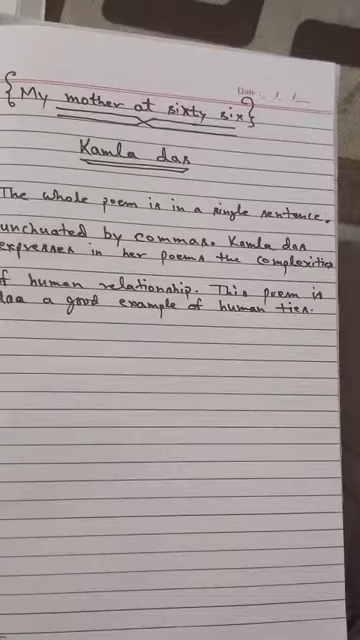 Date
{My mother at sixty six}
Kamla das
The whole poem is in a single sentence.
unchuated by commas. Kamla das
expresses in her poems the complexities
of human relationship. This poem is
a good example of human ties.